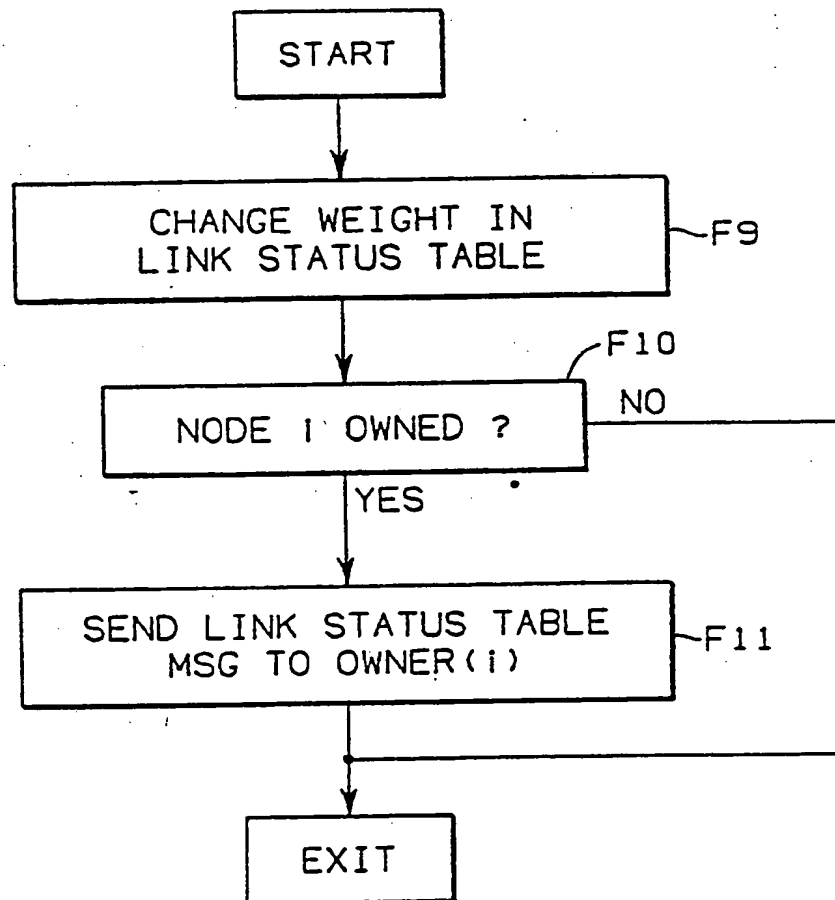 START
CHANGE WEIGHT IN
LINK STATUS TABLE
F9
F10
NODE i OWNED ?
NO
YES
SEND LINK STATUS TABLE
MSG TO OWNER(i)
F11
EXIT